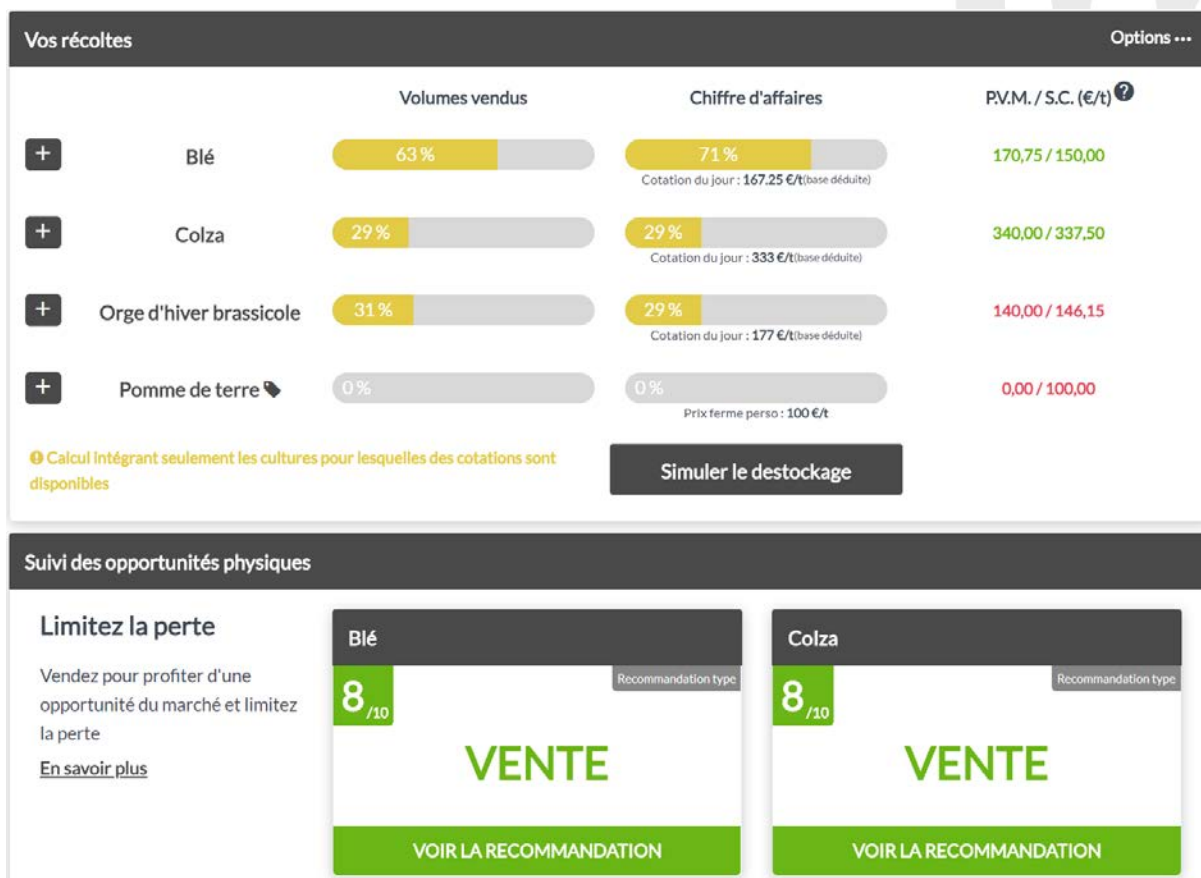 Vos récoltes
Options •••
Volumes vendus
Chiffre d'affaires
P.V.M. / S.C. (€/t) ?
+
Blé
63 %
71 %
170,75 / 150,00
Cotation du jour : 167.25 €/t(base déduite)
+
Colza
29 %
29 %
340,00 / 337,50
Cotation du jour : 333 €/t(base déduite)
+
Orge d'hiver brassicole
31 %
29 %
140,00 / 146,15
Cotation du jour : 177 €/t(base déduite)
+
Pomme de terre
0 %
0 %
0,00 / 100,00
Prix ferme perso : 100 €/t
! Calcul intégrant seulement les cultures pour lesquelles des cotations sont
disponibles
Simuler le destockage
Suivi des opportunités physiques
Limitez la perte
Vendez pour profiter d'une
opportunité du marché et limitez
la perte
En savoir plus
Blé
8/10
Recommandation type
VENTE
VOIR LA RECOMMANDATION
Colza
8/10
Recommandation type
VENTE
VOIR LA RECOMMANDATION